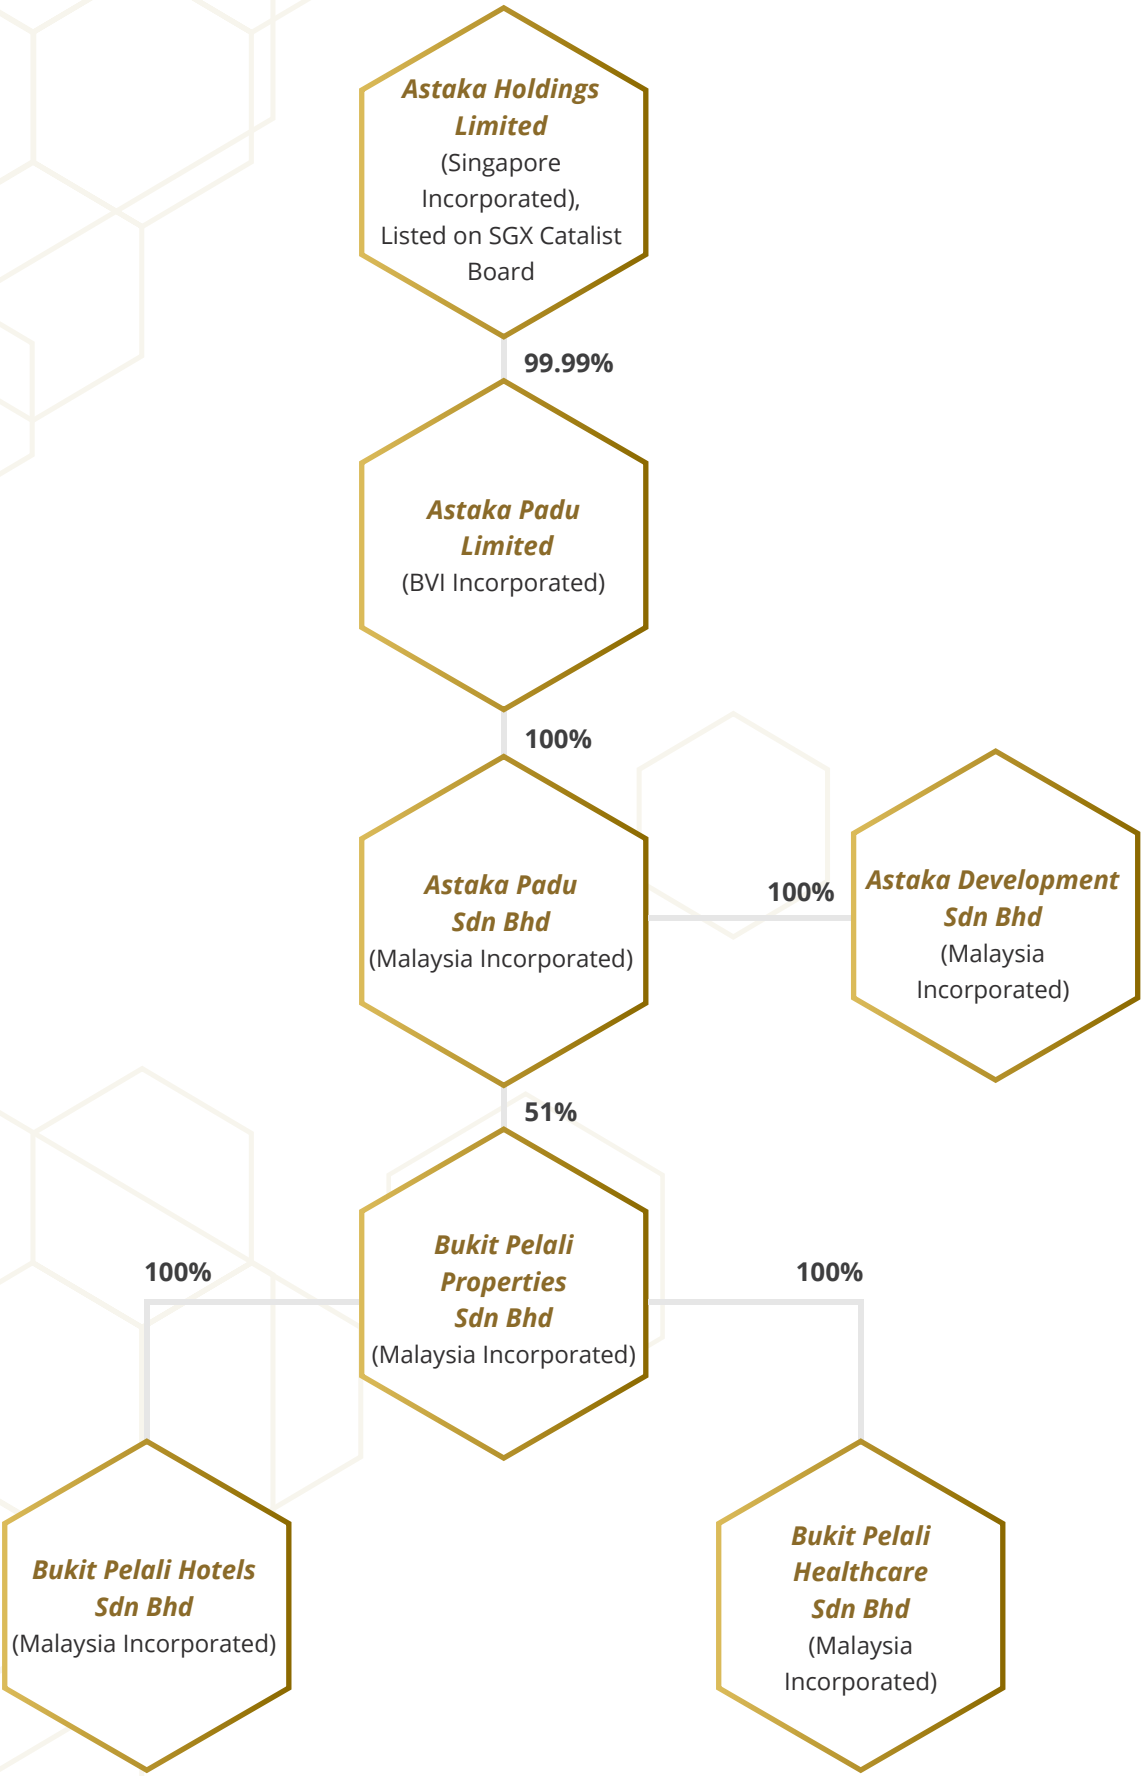 Astaka Holdings
Limited
(Singapore
Incorporated),
Listed on SGX Catalist
Board
99.99%
Astaka Padu
Limited
(BVI Incorporated)
100%
Astaka Padu
Sdn Bhd
(Malaysia Incorporated)
100%
Astaka Development
Sdn Bhd
(Malaysia
Incorporated)
51%
Bukit Pelali
Properties
Sdn Bhd
(Malaysia Incorporated)
100%
100%
Bukit Pelali Hotels
Sdn Bhd
(Malaysia Incorporated)
Bukit Pelali
Healthcare
Sdn Bhd
(Malaysia
Incorporated)